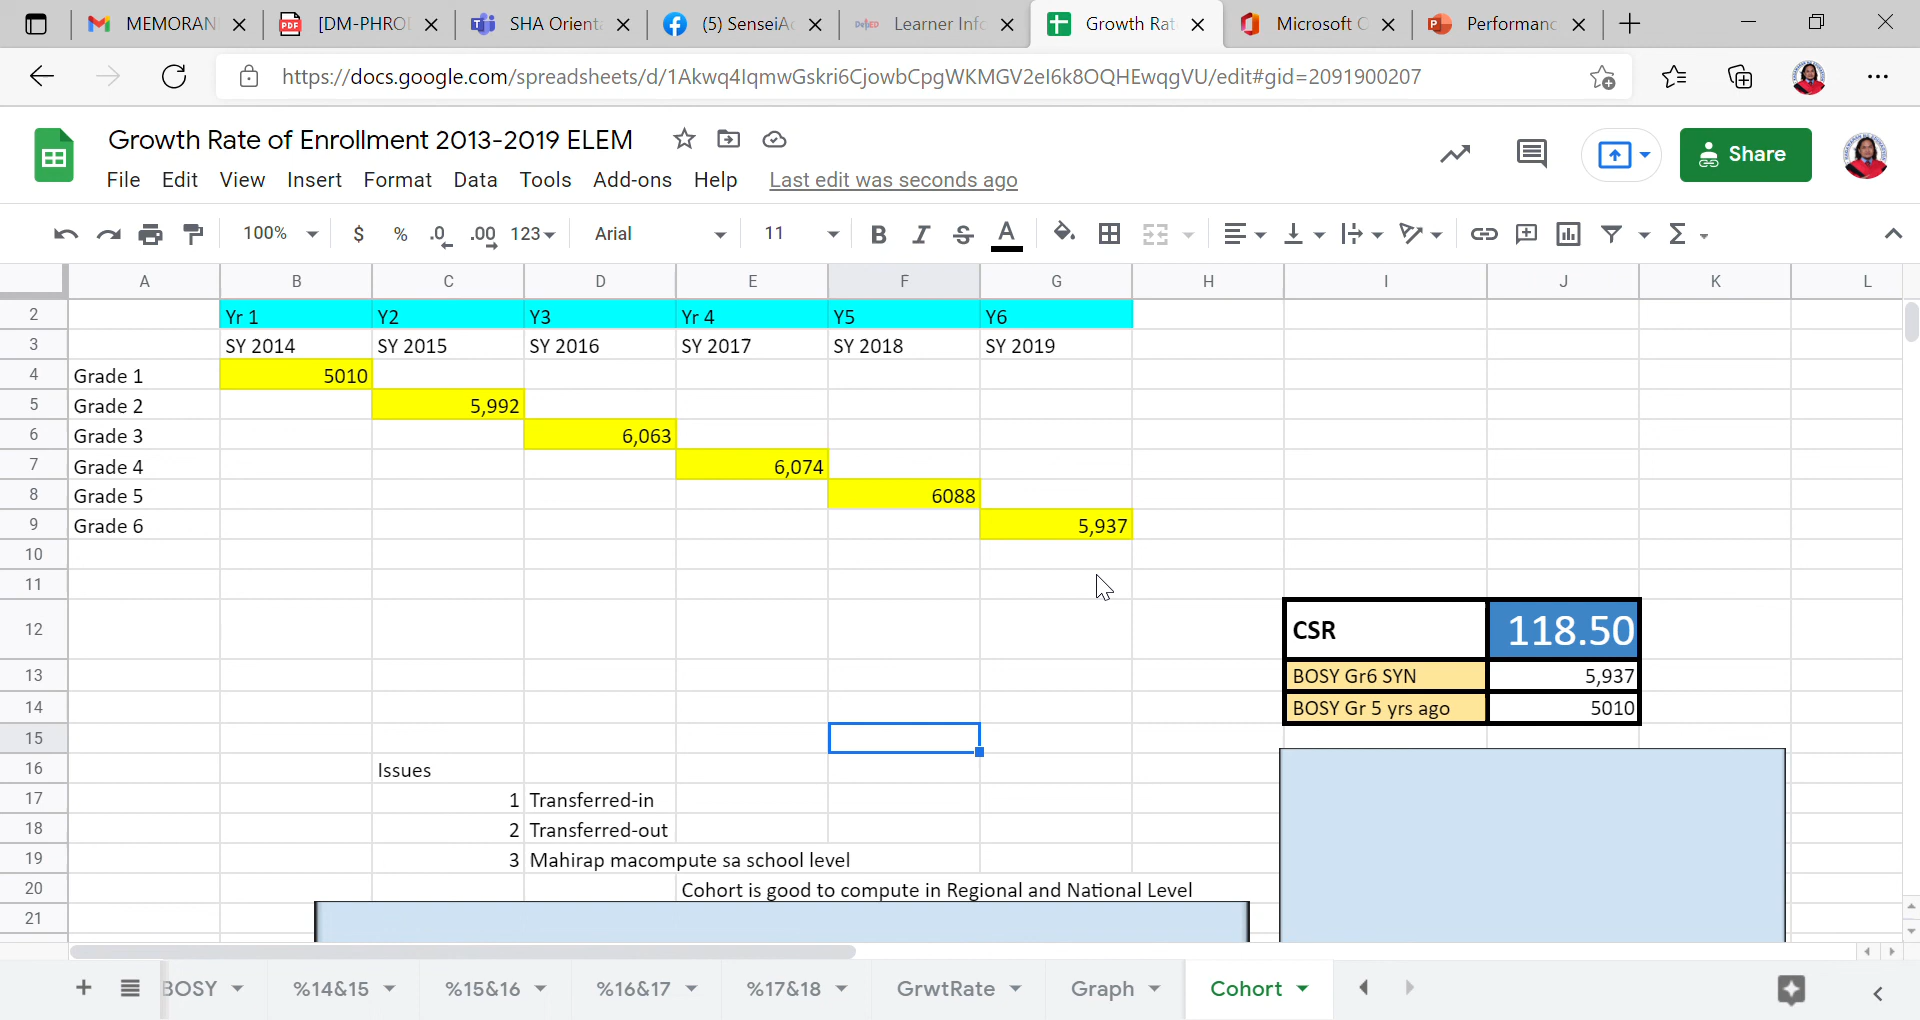 MEMORAN [DM-PHRO SHA Orienta (5) SenseiA Learner Info Growth Rat Microsoft O Performanc
https://docs.google.com/spreadsheets/d/1Akwq4lqmwGskri6CjowbCpgWKMGV2eI6k8OQHEwqgVU/edit#gid=2091900207
Growth Rate of Enrollment 2013-2019 ELEM
File Edit View Insert Format Data Tools Add-ons Help Last edit was seconds ago
Share
100% $ % .0 .00 123 Arial 11 B I S A
A B C D E F G H I J K L
2 Yr 1 Y2 Y3 Yr 4 Y5 Y6
3 SY 2014 SY 2015 SY 2016 SY 2017 SY 2018 SY 2019
4 Grade 1 5010
5 Grade 2 5,992
6 Grade 3 6,063
7 Grade 4 6,074
8 Grade 5 6088
9 Grade 6 5,937
10
11
12 CSR 118.50
13 BOSY Gr6 SYN 5,937
14 BOSY Gr 5 yrs ago 5010
15
16 Issues
17 1 Transferred-in
18 2 Transferred-out
19 3 Mahirap macompute sa school level
20 Cohort is good to compute in Regional and National Level
21
BOSY %14&15 %15&16 %16&17 %17&18 GrwtRate Graph Cohort